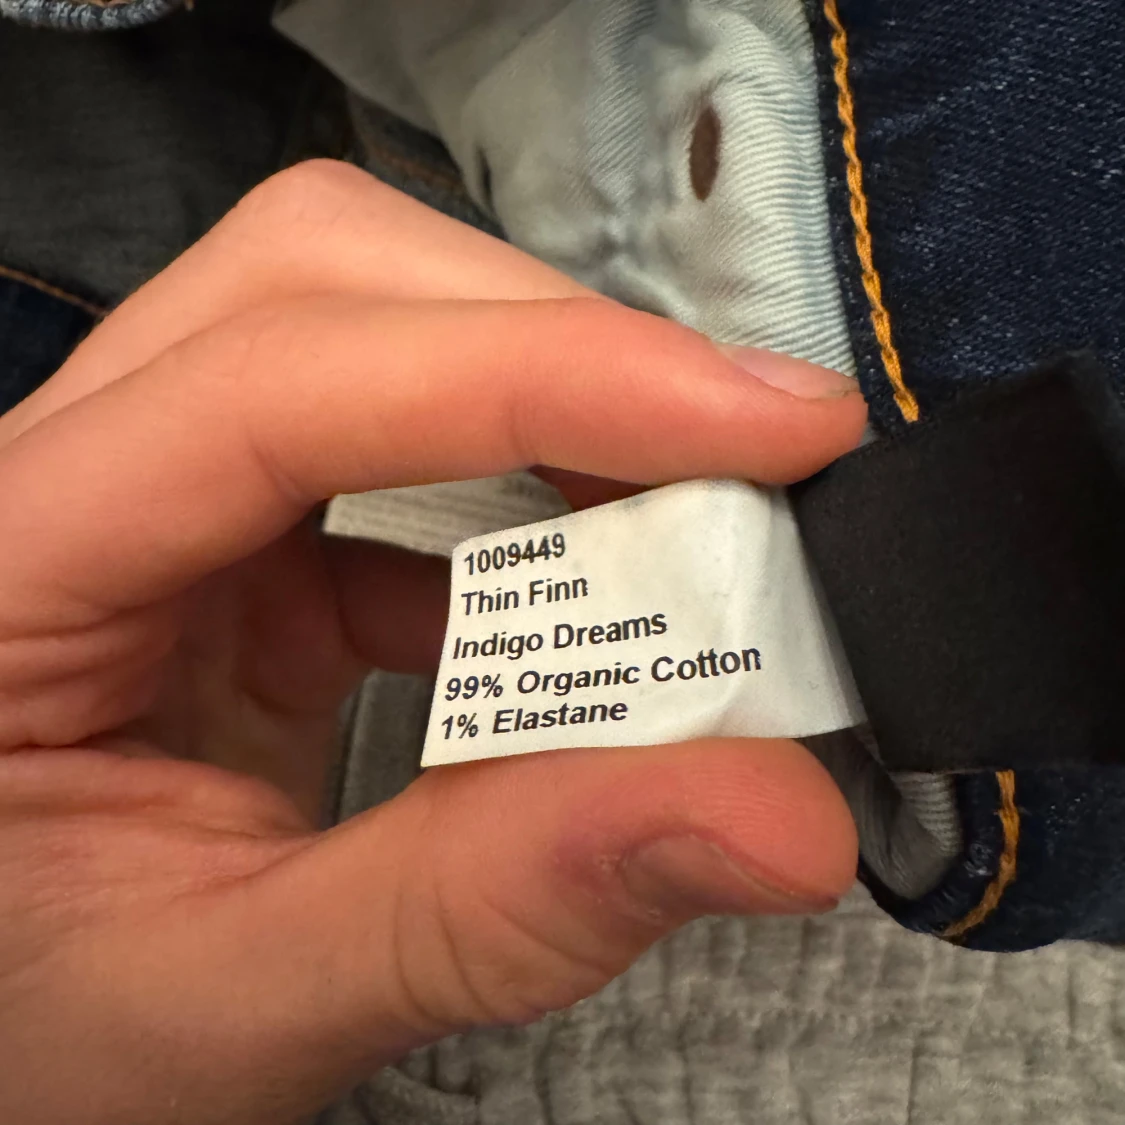 1009449
Thin Finn
Indigo Dreams
99% Organic Cotton
1% Elastane